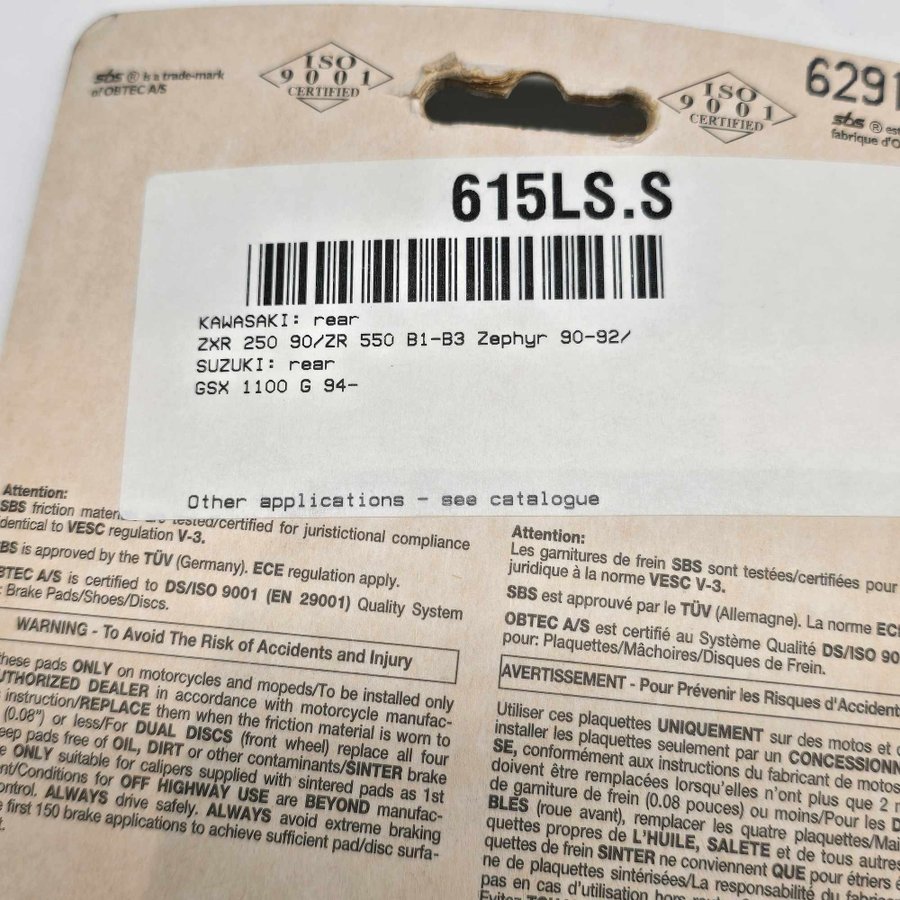 sbs ® is a trade-mark
of OBTEC A/S
ISO
9001
CERTIFIED
ISO
9001
CERTIFIED
6291
sbs ® est
fabrique d'O
615LS.S
KAWASAKI: rear
ZXR 250 90/ZR 550 B1-B3 Zephyr 90-92/
SUZUKI: rear
GSX 1100 G 94-
Other applications - see catalogue
Attention:
SBS friction mater tested/certified for juristictional compliance
identical to VESC regulation V-3.
SBS is approved by the TÜV (Germany). ECE regulation apply.
OBTEC A/S is certified to DS/ISO 9001 (EN 29001) Quality System
: Brake Pads/Shoes/Discs.
WARNING - To Avoid The Risk of Accidents and Injury
these pads ONLY on motorcycles and mopeds/To be installed only
AUTHORIZED DEALER in accordance with motorcycle manufac-
instruction/REPLACE them when the friction material is worn to
(0.08") or less/For DUAL DISCS (front wheel) replace all four
eep pads free of OIL, DIRT or other contaminants/SINTER brake
e ONLY suitable for calipers supplied with sintered pads as 1st
ent/Conditions for OFF HIGHWAY USE are BEYOND manufac-
ontrol. ALWAYS drive safely. ALWAYS avoid extreme braking
e first 150 brake applications to achieve sufficient pad/disc surfa-
t.
Attention:
Les garnitures de frein SBS sont testées/certifiées pour
juridique à la norme VESC V-3.
SBS est approuvé par le TÜV (Allemagne). La norme ECE
OBTEC A/S est certifié au Système Qualité DS/ISO 90
pour: Plaquettes/Mâchoires/Disques de Frein.
AVERTISSEMENT - Pour Prévenir les Risques d'Accident
Utiliser ces plaquettes UNIQUEMENT sur des motos et c
installer les plaquettes seulement par un CONCESSIONN
SE, conformément aux instructions du fabricant de motos
doivent être remplacées lorsqu'elles n'ont plus que 2 m
de garniture de frein (0.08 pouces) ou moins/Pour les D
BLES (roue avant), remplacer les quatre plaquettes/Mai
quettes propres de L'HUILE, SALETE et de tous autres
quettes de frein SINTER ne conviennent QUE pour étriers é
ne de plaquettes sintérisées/La responsabilité du fabric
pas en cas d'utilisation hors
Evitez